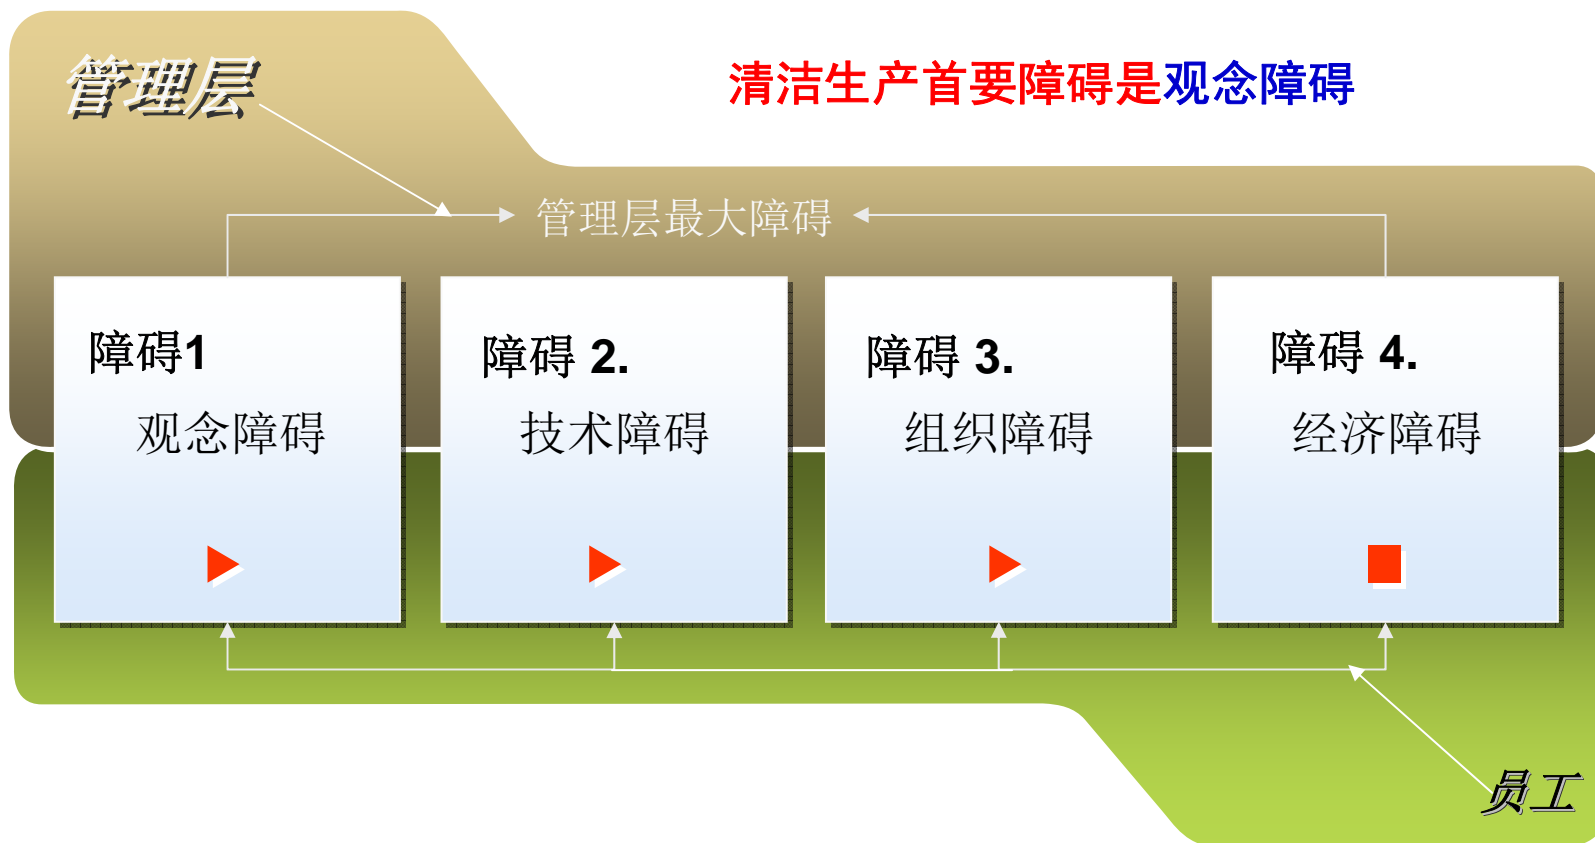 管理层
清洁生产首要障碍是观念障碍
管理层最大障碍
障碍1
观念障碍
障碍 2.
技术障碍
障碍 3.
组织障碍
障碍 4.
经济障碍
员工